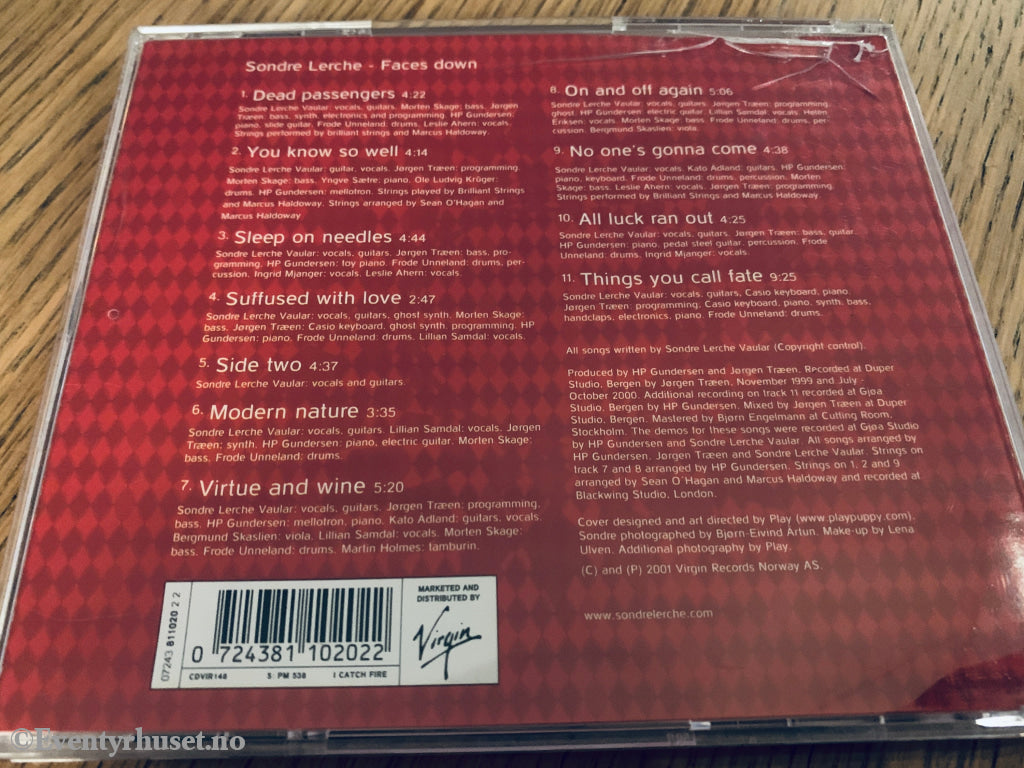 Sondre Lerche - Faces down
1. Dead passengers 4:22
Sondre Lerche Vaular: vocals, guitars. Morten Skage: bass. Jørgen
Træen: bass, synth, electronics and programming. HP Gundersen:
piano, slide guitar. Frode Unneland: drums. Leslie Ahern: vocals.
Strings performed by brilliant strings and Marcus Haldoway.
2. You know so well 4:14
Sondre Lerche Vaular: guitar, vocals. Jørgen Træen: programming.
Morten Skage: bass. Yngve Sætre: piano. Ole Ludvig Krüger:
drums. HP Gundersen: mellotron. Strings played by Brilliant Strings
and Marcus Haldoway. Strings arranged by Sean O'Hagan and
Marcus Haldoway
3. Sleep on needles 4:44
Sondre Lerche Vaular: vocals, guitars. Jørgen Træen: bass, pro-
gramming. HP Gundersen: toy piano. Frode Unneland: drums, per-
cussion. Ingrid Mjanger: vocals. Leslie Ahern: vocals.
4. Suffused with love 2:47
Sondre Lerche Vaular: vocals, guitars, ghost synth. Morten Skage:
bass. Jørgen Træen: Casio keyboard, ghost synth, programming. HP
Gundersen: piano. Frode Unneland: drums. Lillian Samdal: vocals.
5. Side two 4:37
Sondre Lerche Vaular: vocals and guitars.
6. Modern nature 3:35
Sondre Lerche Vaular: vocals, guitars. Lillian Samdal: vocals. Jørgen
Træen: synth. HP Gundersen: piano, electric guitar. Morten Skage:
bass. Frode Unneland: drums.
7. Virtue and wine 5:20
Sondre Lerche Vaular: vocals, guitars. Jørgen Træen: programming,
bass. HP Gundersen: mellotron, piano. Kato Ådland: guitars, vocals.
Bergmund Skaslien: viola. Lillian Samdal: vocals. Morten Skage:
bass. Frode Unneland: drums. Martin Holmes: tamburin.
8. On and off again 5:06
Sondre Lerche Vaular: vocals, guitars. Jørgen Træen: programming,
ghost. HP Gundersen: electric guitar. Lillian Samdal: vocals. Helen
Eriksen: vocals. Morten Skage: bass. Frode Unneland: drums, per-
cussion. Bergmund Skaslien: viola.
9. No one's gonna come 4:38
Sondre Lerche Vaular: vocals. Kato Ådland: guitars. HP Gundersen:
piano, keyboard. Frode Unneland: drums, percussion. Morten
Skage: bass. Leslie Ahern: vocals. Jørgen Træen: programming.
Strings performed by Brilliant Strings and Marcus Haldoway.
10. All luck ran out 4:25
Sondre Lerche Vaular: vocals, guitars. Jørgen Træen: bass, guitar.
HP Gundersen: piano, pedal steel guitar, percussion. Frode
Unneland: drums. Ingrid Mjanger: vocals.
11. Things you call fate 9:25
Sondre Lerche Vaular: vocals, guitars, Casio keyboard, piano.
Jørgen Træen: programming, Casio keyboard, piano, synth, bass,
handclaps, electronics, piano. Frode Unneland: drums.
All songs written by Sondre Lerche Vaular (Copyright control).
Produced by HP Gundersen and Jørgen Træen. Recorded at Duper
Studio, Bergen by Jørgen Træen, November 1999 and July -
October 2000. Additional recording on track 11 recorded at Gjøa
Studio, Bergen by HP Gundersen. Mixed by Jørgen Træen at Duper
Studio, Bergen. Mastered by Bjørn Engelmann at Cutting Room,
Stockholm. The demos for these songs were recorded at Gjøa Studio
by HP Gundersen and Sondre Lerche Vaular. All songs arranged by
HP Gundersen, Jørgen Træen and Sondre Lerche Vaular. Strings on
track 7 and 8 arranged by HP Gundersen. Strings on 1, 2 and 9
arranged by Sean O´Hagan and Marcus Haldoway and recorded at
Blackwing Studio, London.
Cover designed and art directed by Play (www.playpuppy.com).
Sondre photographed by Bjørn-Eivind Årtun. Make-up by Lena
Ulven. Additional photography by Play.
(C) and (P) 2001 Virgin Records Norway AS.
www.sondrelerche.com
07243 811020 2 2
0 724381 102022
CDVIR148 S: PM 538 I CATCH FIRE
MARKETED AND
DISTRIBUTED BY
Virgin
©Eventyrhuset.no